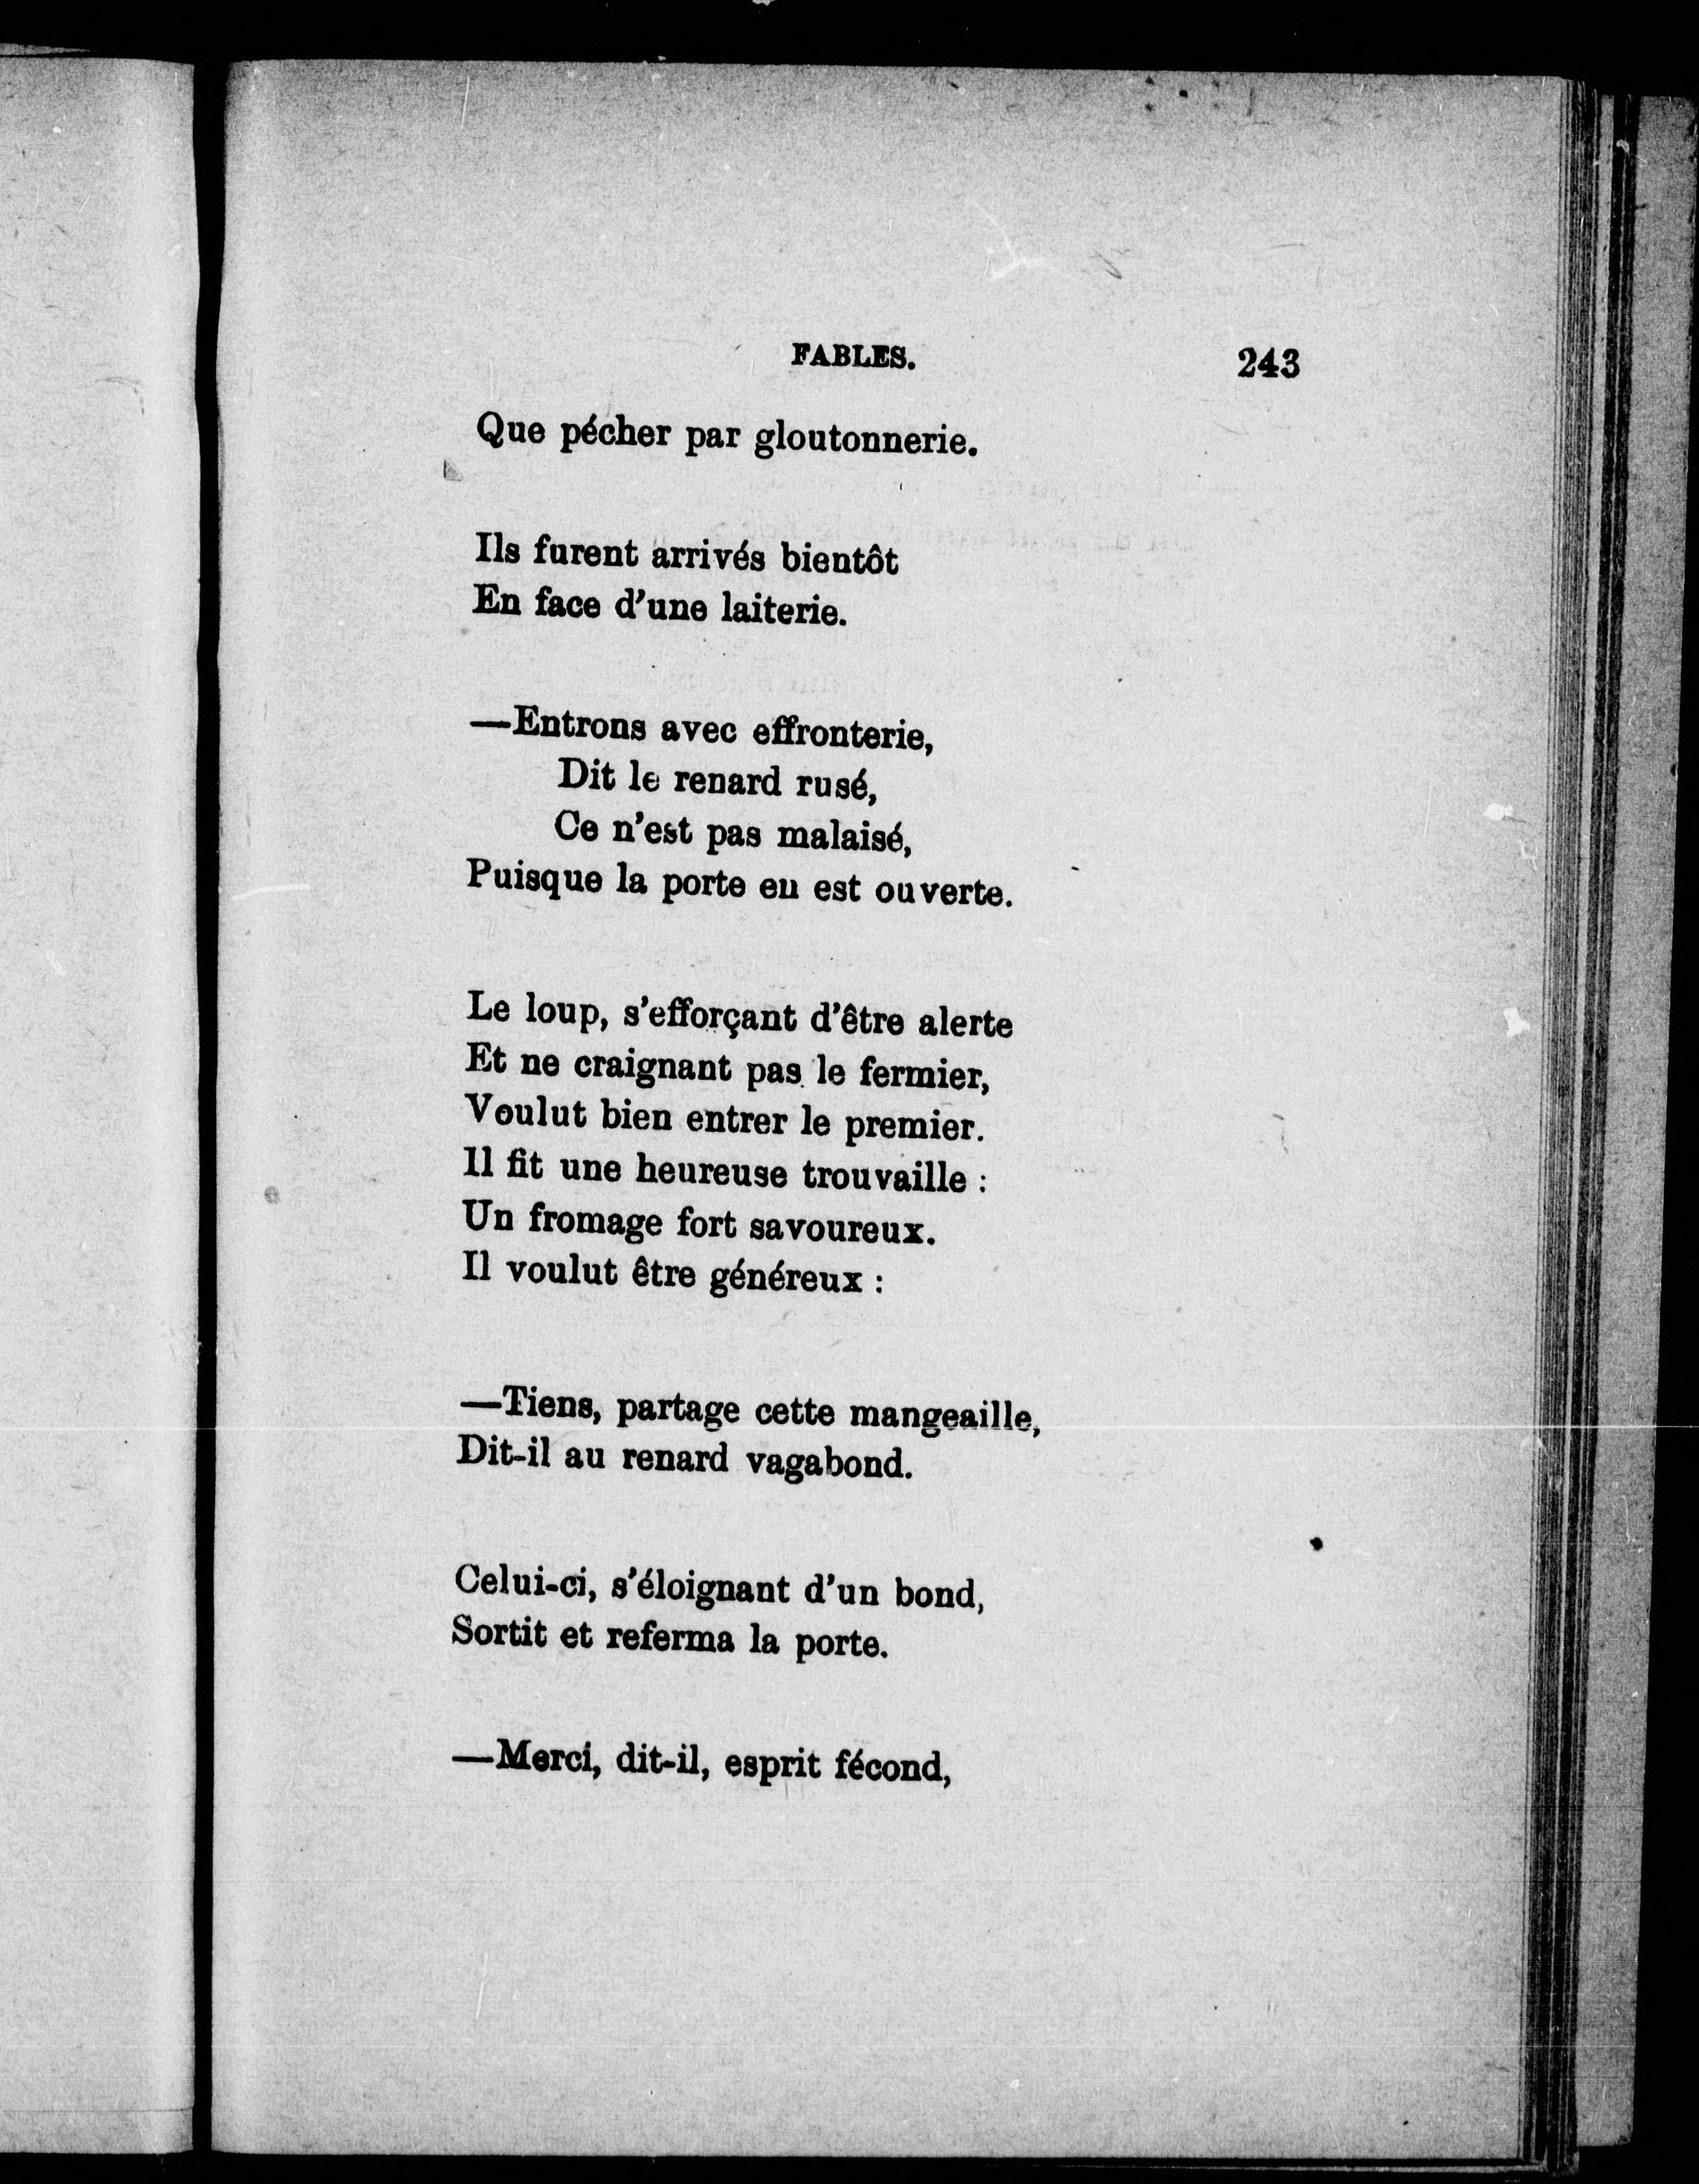 FABLES. 243
Que pécher par gloutonnerie.
Ils furent arrivés bientôt
En face d'une laiterie.
—Entrons avec effronterie,
Dit le renard rusé,
Ce n'est pas malaisé,
Puisque la porte en est ouverte.
Le loup, s'efforçant d'être alerte
Et ne craignant pas le fermier,
Voulut bien entrer le premier.
Il fit une heureuse trouvaille :
Un fromage fort savoureux.
Il voulut être généreux :
—Tiens, partage cette mangeaille,
Dit-il au renard vagabond.
Celui-ci, s'éloignant d'un bond,
Sortit et referma la porte.
—Merci, dit-il, esprit fécond,